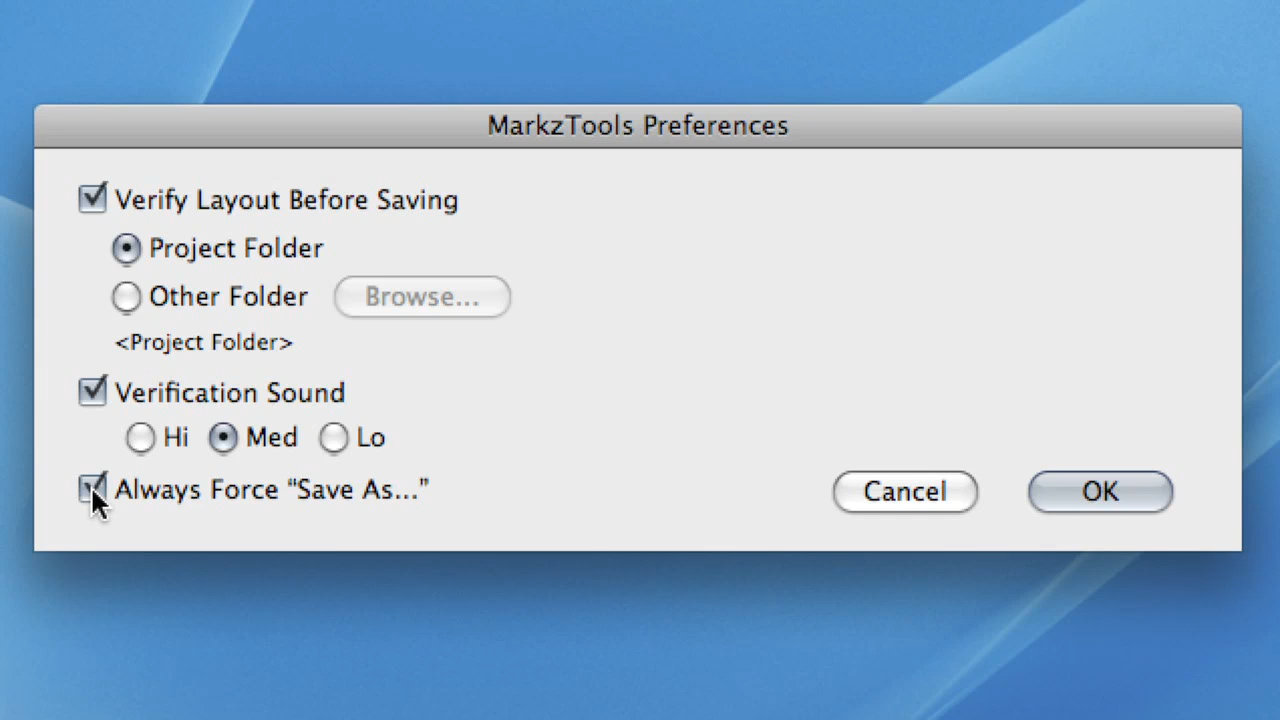 MarkzTools Preferences
Verify Layout Before Saving
Project Folder
Other Folder Browse...
<Project Folder>
Verification Sound
Hi Med Lo
Always Force “Save As...”
Cancel OK